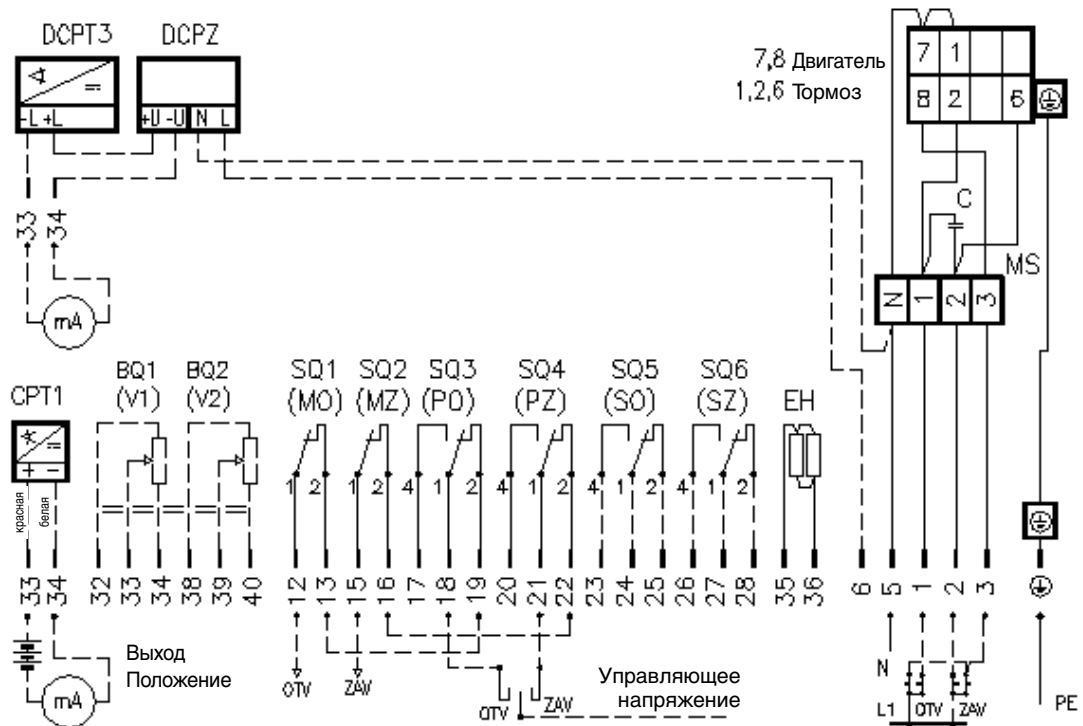 DCPT3 DCPZ
-L +L +U -U N L
7,8 Двигатель
1,2,6 Тормоз
7 1
8 2 6
C
MS
N 1 2 3
33 34
mA
CPT1
+ -
красная
белая
BQ1 (V1)
BQ2 (V2)
SQ1 (MO)
SQ2 (MZ)
SQ3 (PO)
SQ4 (PZ)
SQ5 (SO)
SQ6 (SZ)
EH
1 2 1 2 4 1 2 4 1 2 4 1 2 4 1 2
33 34 32 33 34 38 39 40 12 13 15 16 17 18 19 20 21 22 23 24 25 26 27 28 35 36 6 5 1 2 3
mA
Выход
Положение
OTV ZAV
OTV ZAV
Управляющее
напряжение
N
L1 OTV ZAV
PE